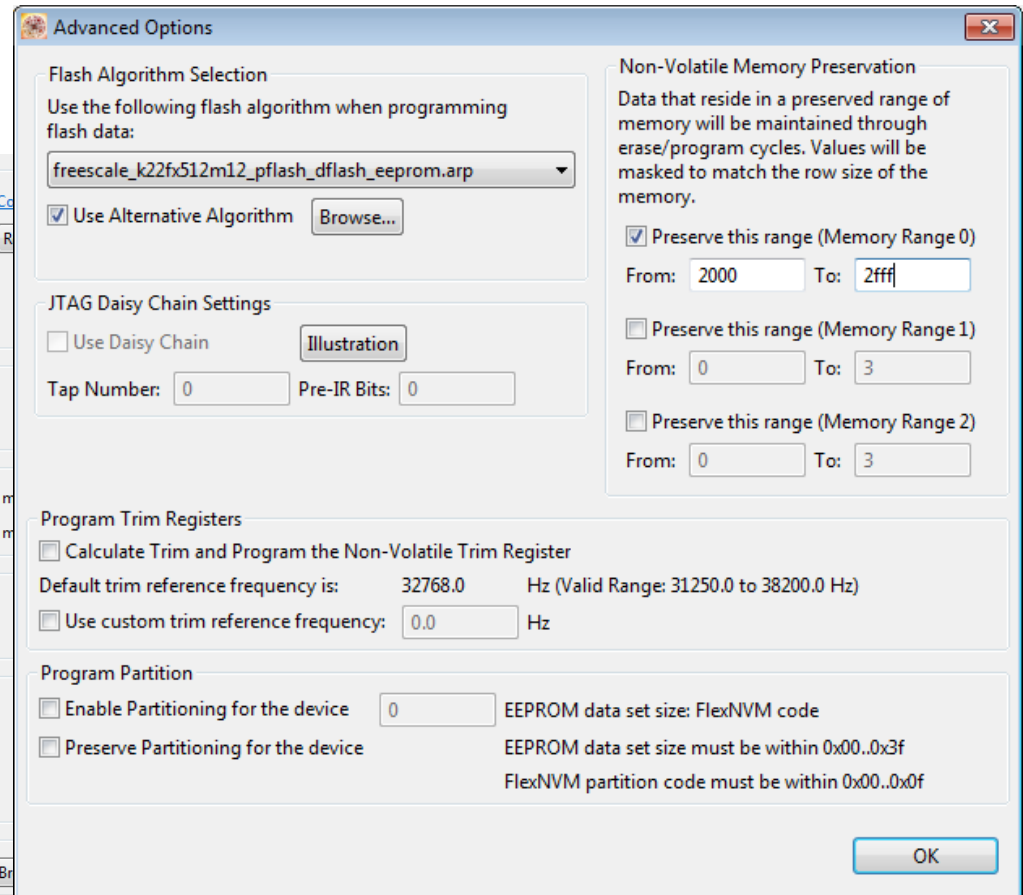 Advanced Options
Flash Algorithm Selection
Use the following flash algorithm when programming
flash data:
freescale_k22fx512m12_pflash_dflash_eeprom.arp
Use Alternative Algorithm
Browse...
JTAG Daisy Chain Settings
Use Daisy Chain
Illustration
Tap Number: 0 Pre-IR Bits: 0
Non-Volatile Memory Preservation
Data that reside in a preserved range of
memory will be maintained through
erase/program cycles. Values will be
masked to match the row size of the
memory.
Preserve this range (Memory Range 0)
From: 2000 To: 2fff
Preserve this range (Memory Range 1)
From: 0 To: 3
Preserve this range (Memory Range 2)
From: 0 To: 3
Program Trim Registers
Calculate Trim and Program the Non-Volatile Trim Register
Default trim reference frequency is: 32768.0 Hz (Valid Range: 31250.0 to 38200.0 Hz)
Use custom trim reference frequency: 0.0 Hz
Program Partition
Enable Partitioning for the device 0 EEPROM data set size: FlexNVM code
Preserve Partitioning for the device EEPROM data set size must be within 0x00..0x3f
FlexNVM partition code must be within 0x00..0x0f
OK
Co
R
m
m
Br